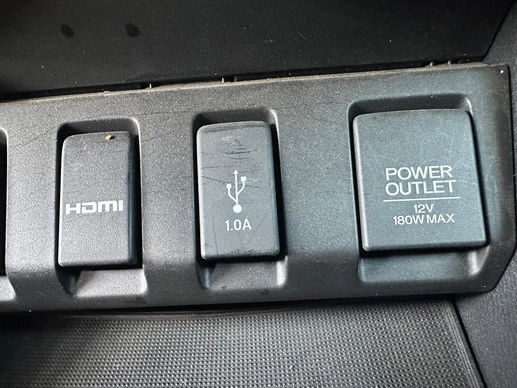 HDMI
1.0A
POWER
OUTLET
12V
180W MAX